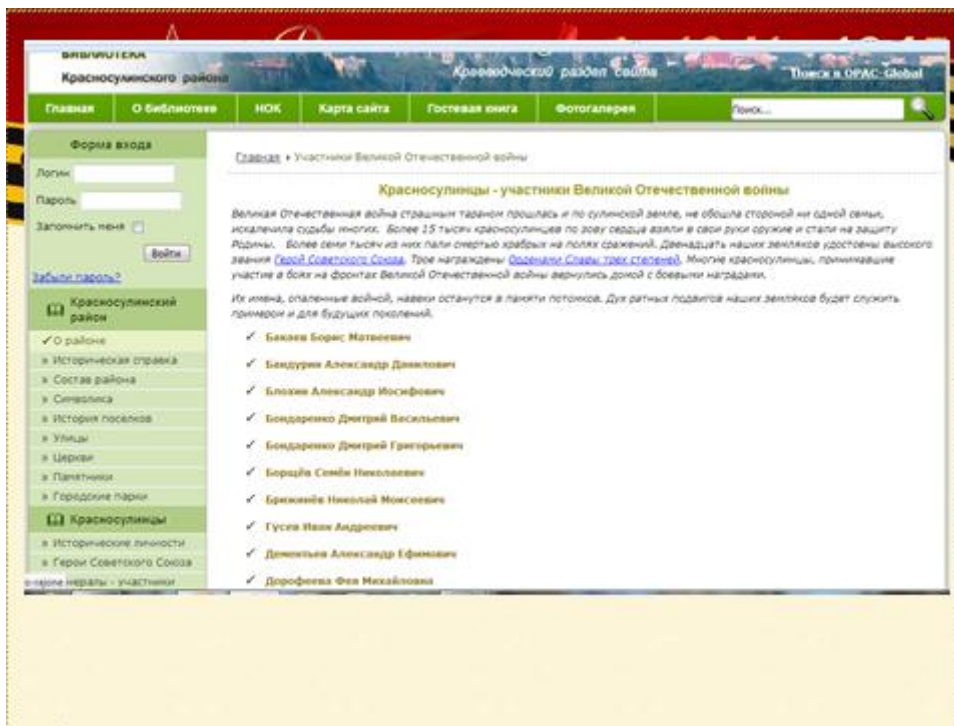 БИБЛИОТЕКА
Красносулинского района
Краеведческий раздел сайта
Поиск в OPAC-Global
Главная
О библиотеке
НОК
Карта сайта
Гостевая книга
Фотогалерея
Поиск...
Форма входа
Логин
Пароль
Запомнить меня
Войти
Забыли пароль?
Красносулинский
район
О районе
» Историческая справка
» Состав района
» Символика
» История поселков
» Улицы
» Церкви
» Памятники
» Городские парки
Красносулинцы
» Исторические личности
» Герои Советского Союза
участники
Главная › Участники Великой Отечественной войны
Красносулинцы - участники Великой Отечественной войны
Великая Отечественная война страшным тараном прошлась и по сулинской земле, не обошла стороной ни одной семьи,
искалечила судьбы многих. Более 15 тысяч красносулинцев по зову сердца взяли в свои руки оружие и стали на защиту
Родины. Более семи тысяч из них пали смертью храбрых на полях сражений. Двенадцать наших земляков удостоены высокого
звания Герой Советского Союза. Трое награждены Орденами Славы трех степеней. Многие красносулинцы, принимавшие
участие в боях на фронтах Великой Отечественной войны вернулись домой с боевыми наградами.
Их имена, опаленные войной, навеки останутся в памяти потомков. Дух ратных подвигов наших земляков будет служить
примером и для будущих поколений.
✓ Бакаев Борис Матвеевич
✓ Бандурин Александр Данилович
✓ Блохин Александр Иосифович
✓ Бондаренко Дмитрий Васильевич
✓ Бондаренко Дмитрий Григорьевич
✓ Борщёв Семён Николаевич
✓ Брижинёв Николай Моисеевич
✓ Гусев Иван Андреевич
✓ Дементьев Александр Ефимович
✓ Дорофеева Фея Михайловна